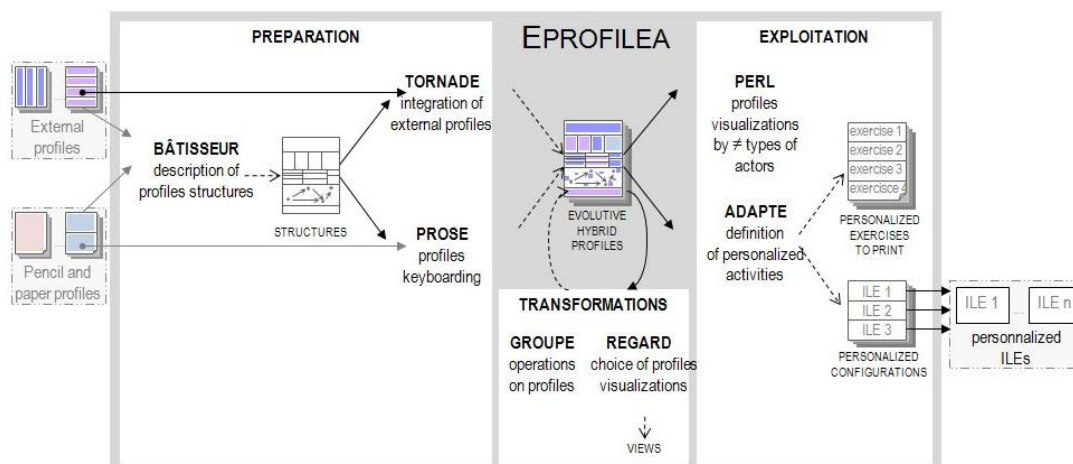 PREPARATION
EPROFILEA
EXPLOITATION
External
profiles
Pencil and
paper profiles
BÂTISSEUR
description of
profiles structures
STRUCTURES
TORNADE
integration of
external profiles
PROSE
profiles
keyboarding
EVOLUTIVE
HYBRID
PROFILES
TRANSFORMATIONS
GROUPE
operations
on profiles
REGARD
choice of profiles
visualizations
VIEWS
PERL
profiles
visualizations
by ≠ types of
actors
ADAPTE
definition
of personalized
activities
exercise 1
exercise 2
exercise 3
exercisce 4
PERSONALIZED
EXERCISES
TO PRINT
ILE 1
ILE 2
ILE 3
PERSONALIZED
CONFIGURATIONS
ILE 1 ..... ILE n
personnalized
ILEs